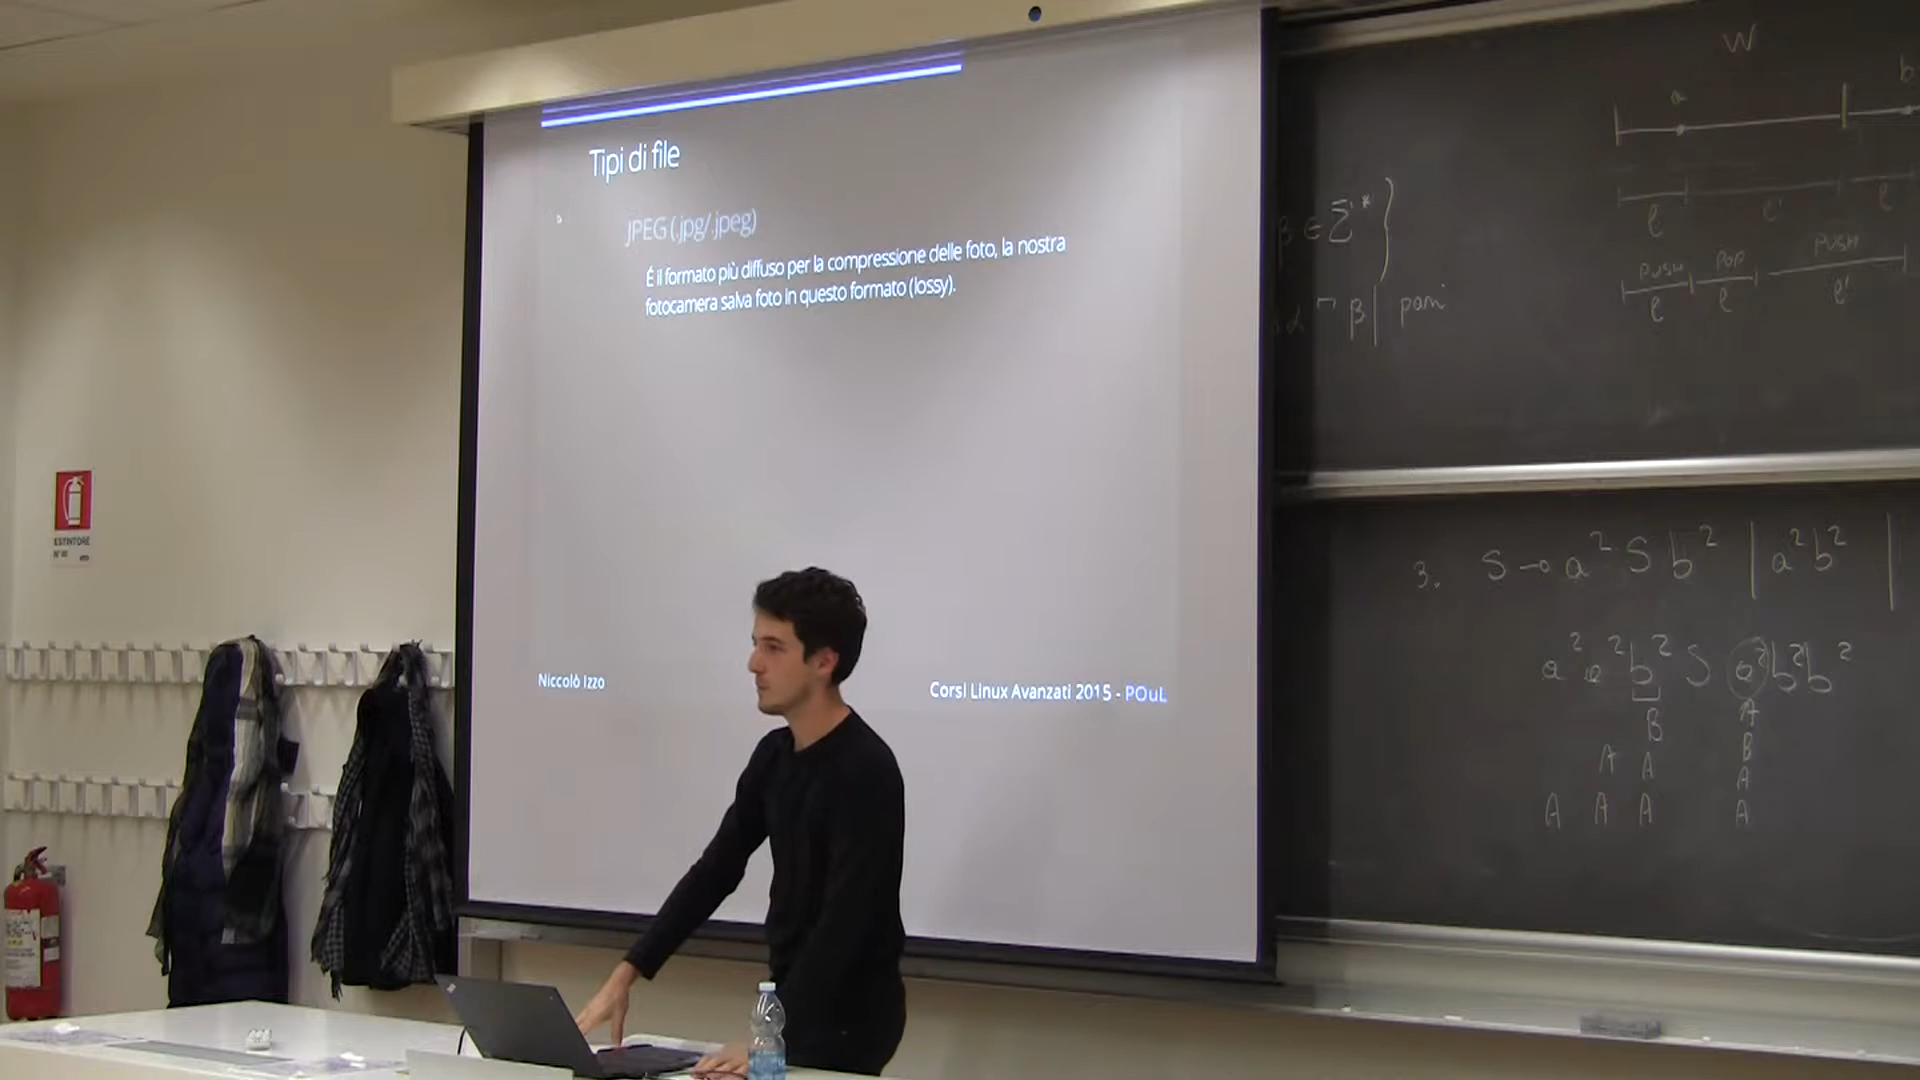 Tipi di file
JPEG (.jpg/.jpeg)
É il formato più diffuso per la compressione delle foto, la nostra
fotocamera salva foto in questo formato (lossy).
Niccolò Izzo
Corsi Linux Avanzati 2015 - POuL
ESTINTORE
W
a
b
β ∈ Σ* }
β| pari
e e' e
PUSH POP PUSH
e e e'
3. S → a² S b² | a² b² |
a² a² b² S a² b² b²
B A
A A B
A
A A A A